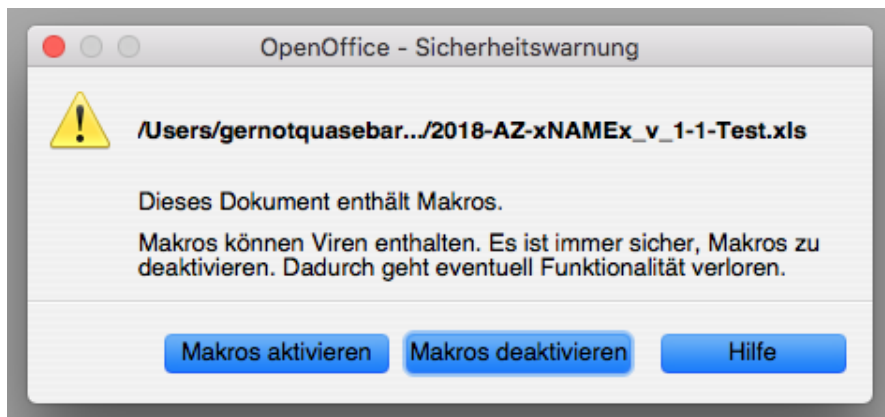 OpenOffice - Sicherheitswarnung
/Users/gernotquasebar.../2018-AZ-xNAMEx_v_1-1-Test.xls
Dieses Dokument enthält Makros.
Makros können Viren enthalten. Es ist immer sicher, Makros zu
deaktivieren. Dadurch geht eventuell Funktionalität verloren.
Makros aktivieren Makros deaktivieren Hilfe